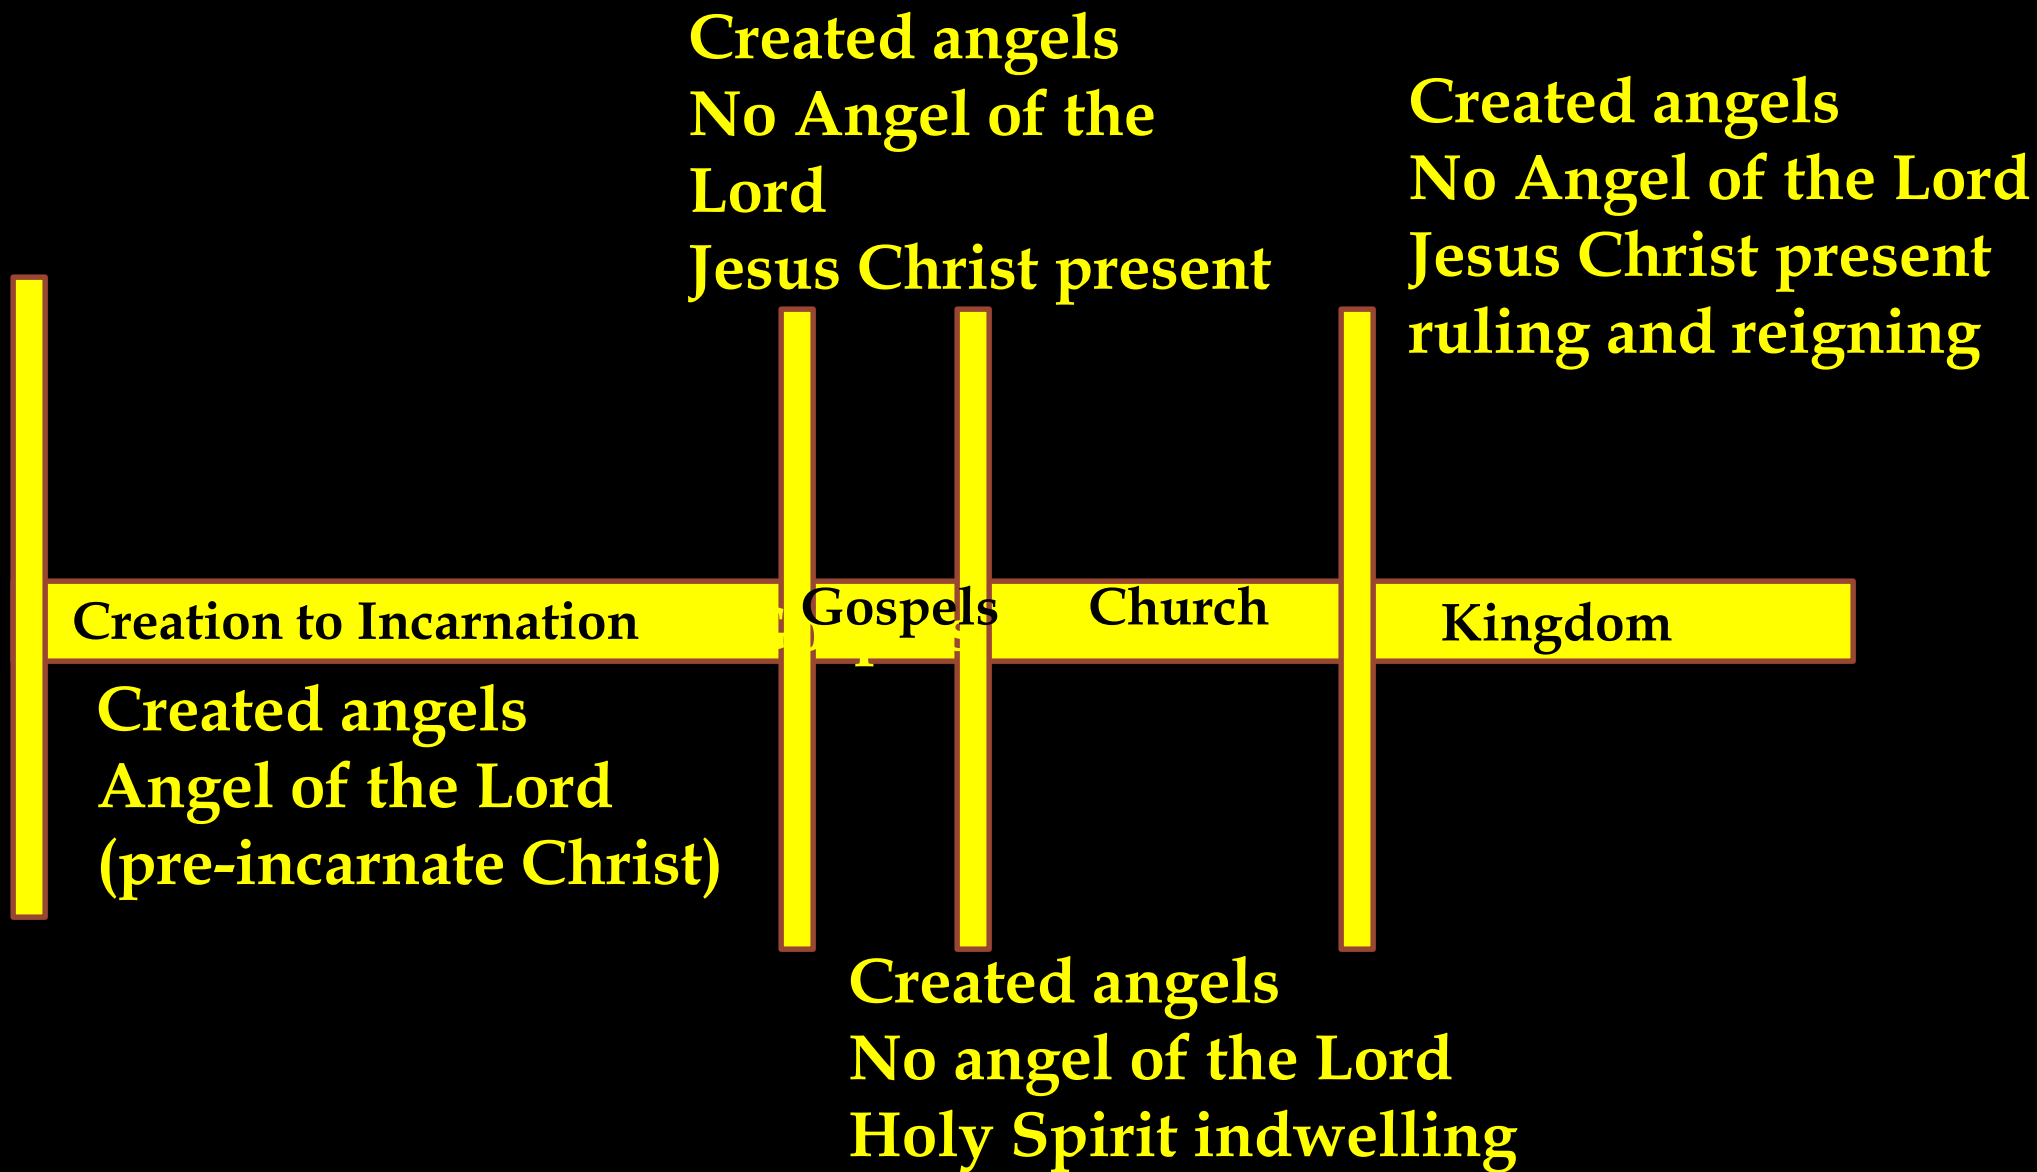 Created angels
No Angel of the
Lord
Jesus Christ present
Created angels
No Angel of the Lord
Jesus Christ present
ruling and reigning
Creation to Incarnation
Gospels
Church
Kingdom
Created angels
Angel of the Lord
(pre-incarnate Christ)
Created angels
No angel of the Lord
Holy Spirit indwelling